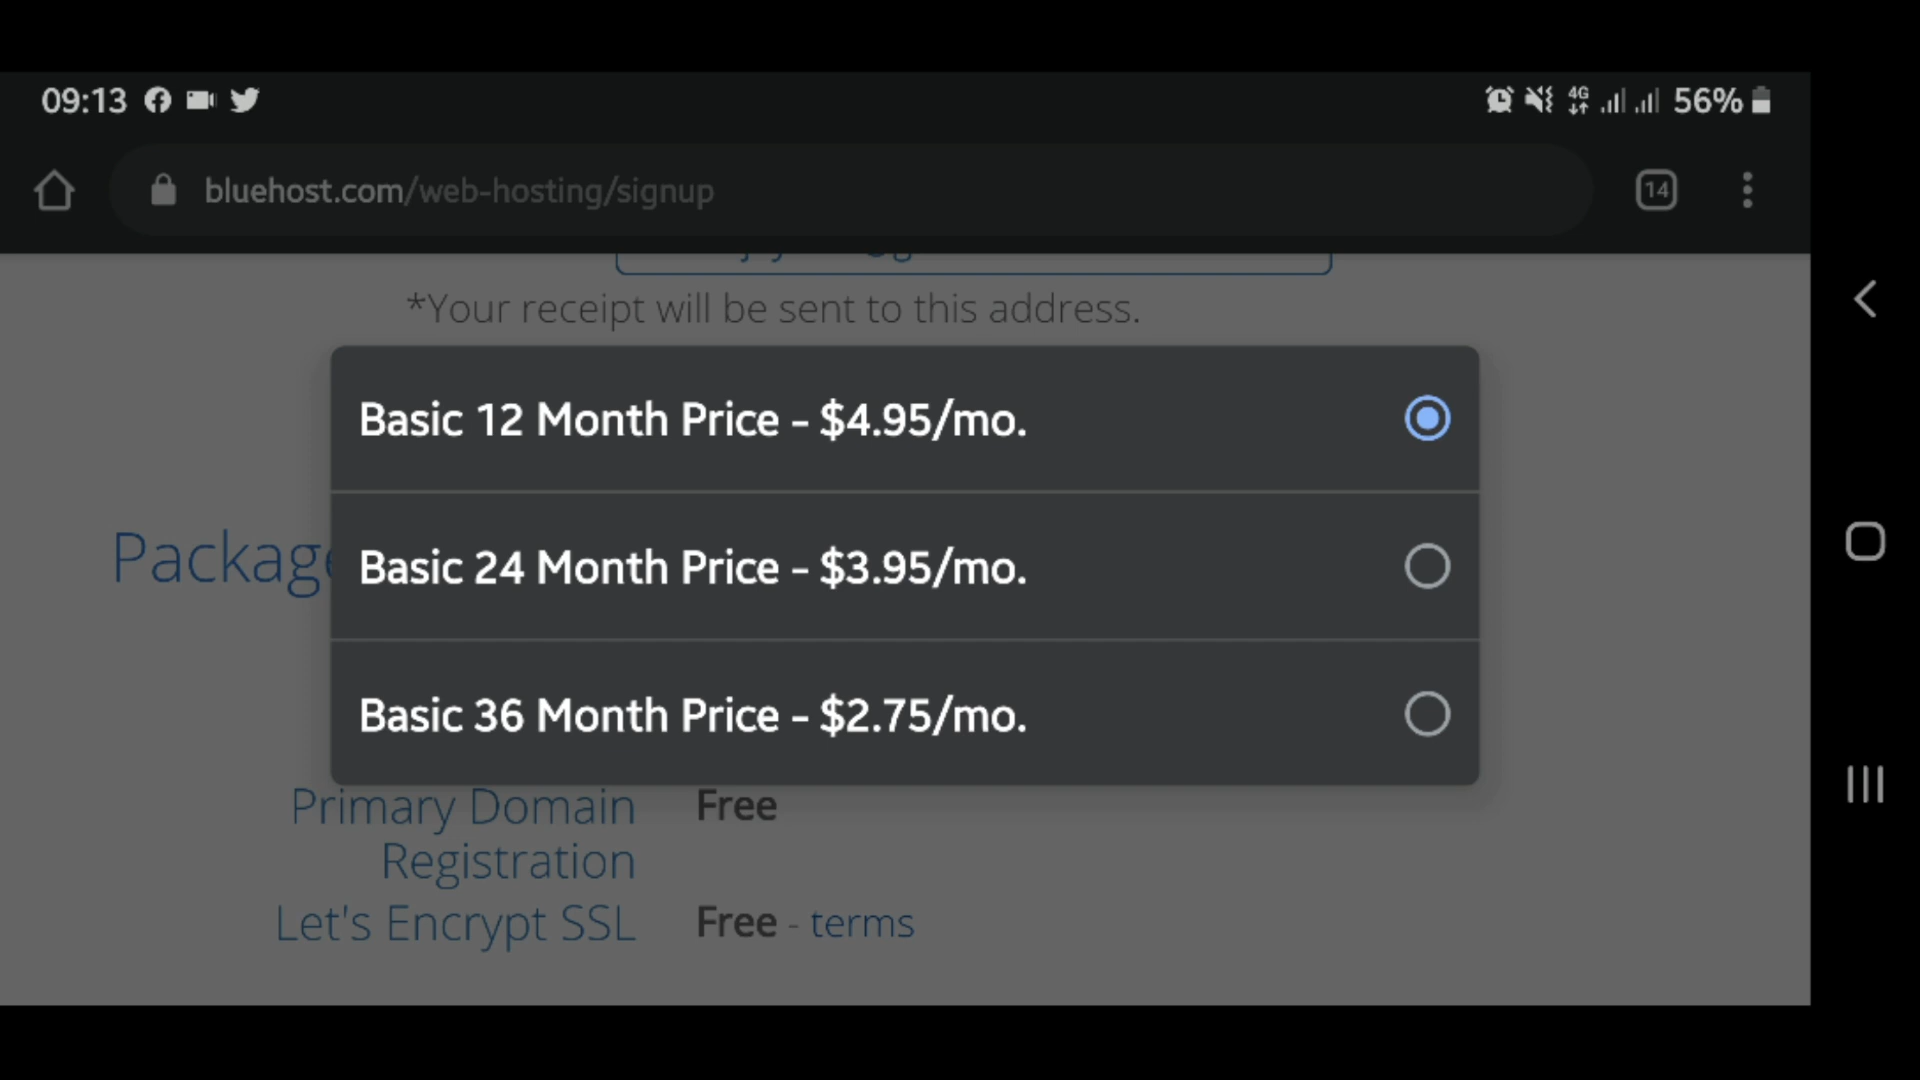 09:13
4G
56%
bluehost.com/web-hosting/signup
14
*Your receipt will be sent to this address.
Basic 12 Month Price - $4.95/mo.
Basic 24 Month Price - $3.95/mo.
Basic 36 Month Price - $2.75/mo.
Primary Domain Registration Free
Let's Encrypt SSL Free - terms